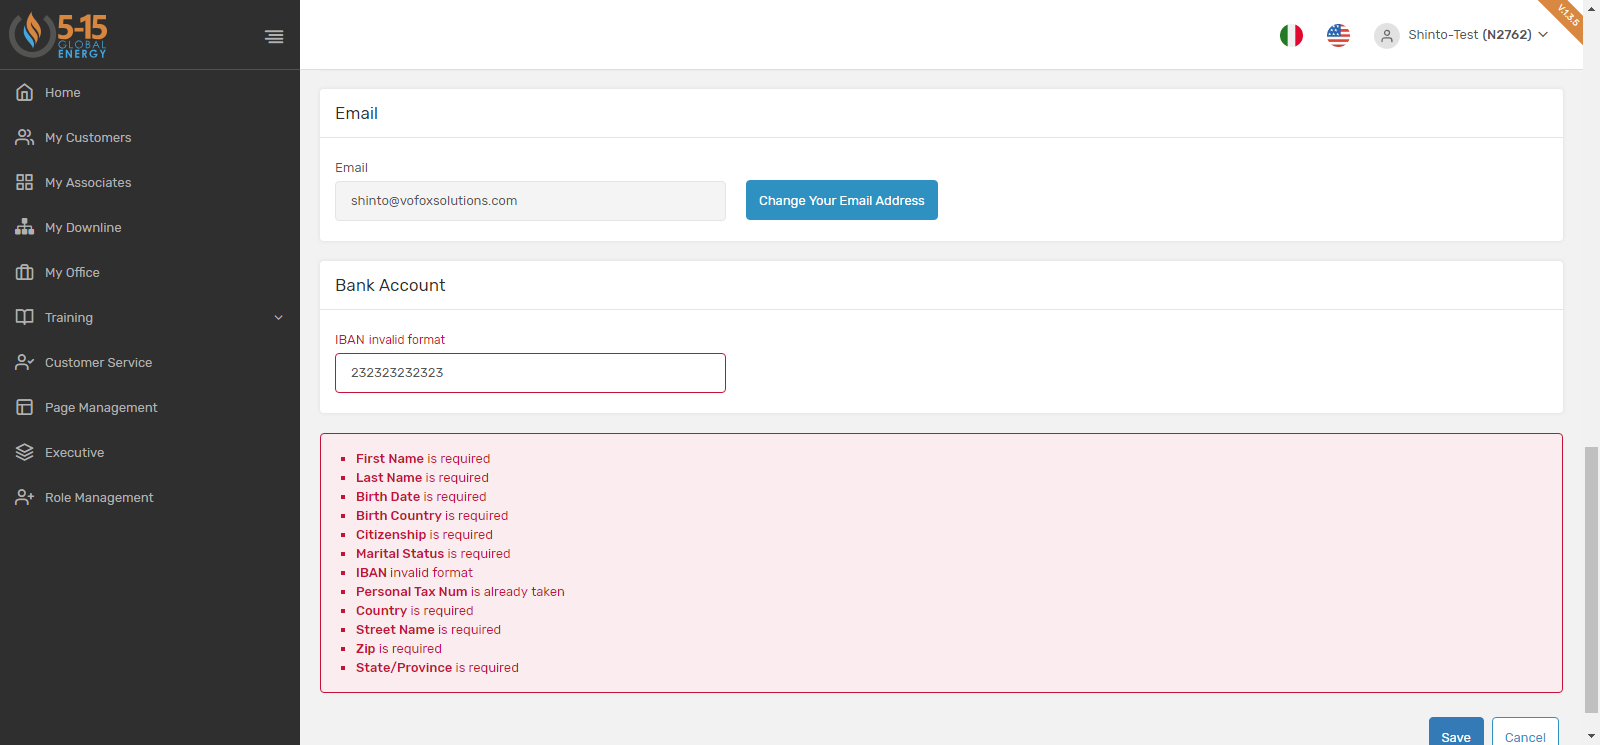 5-15
GLOBAL
ENERGY
Home
My Customers
My Associates
My Downline
My Office
Training
Customer Service
Page Management
Executive
Role Management
Shinto-Test (N2762)
V.1.3.5
Email
Email
shinto@vofoxsolutions.com
Change Your Email Address
Bank Account
IBAN invalid format
232323232323
First Name is required
Last Name is required
Birth Date is required
Birth Country is required
Citizenship is required
Marital Status is required
IBAN invalid format
Personal Tax Num is already taken
Country is required
Street Name is required
Zip is required
State/Province is required
Save
Cancel